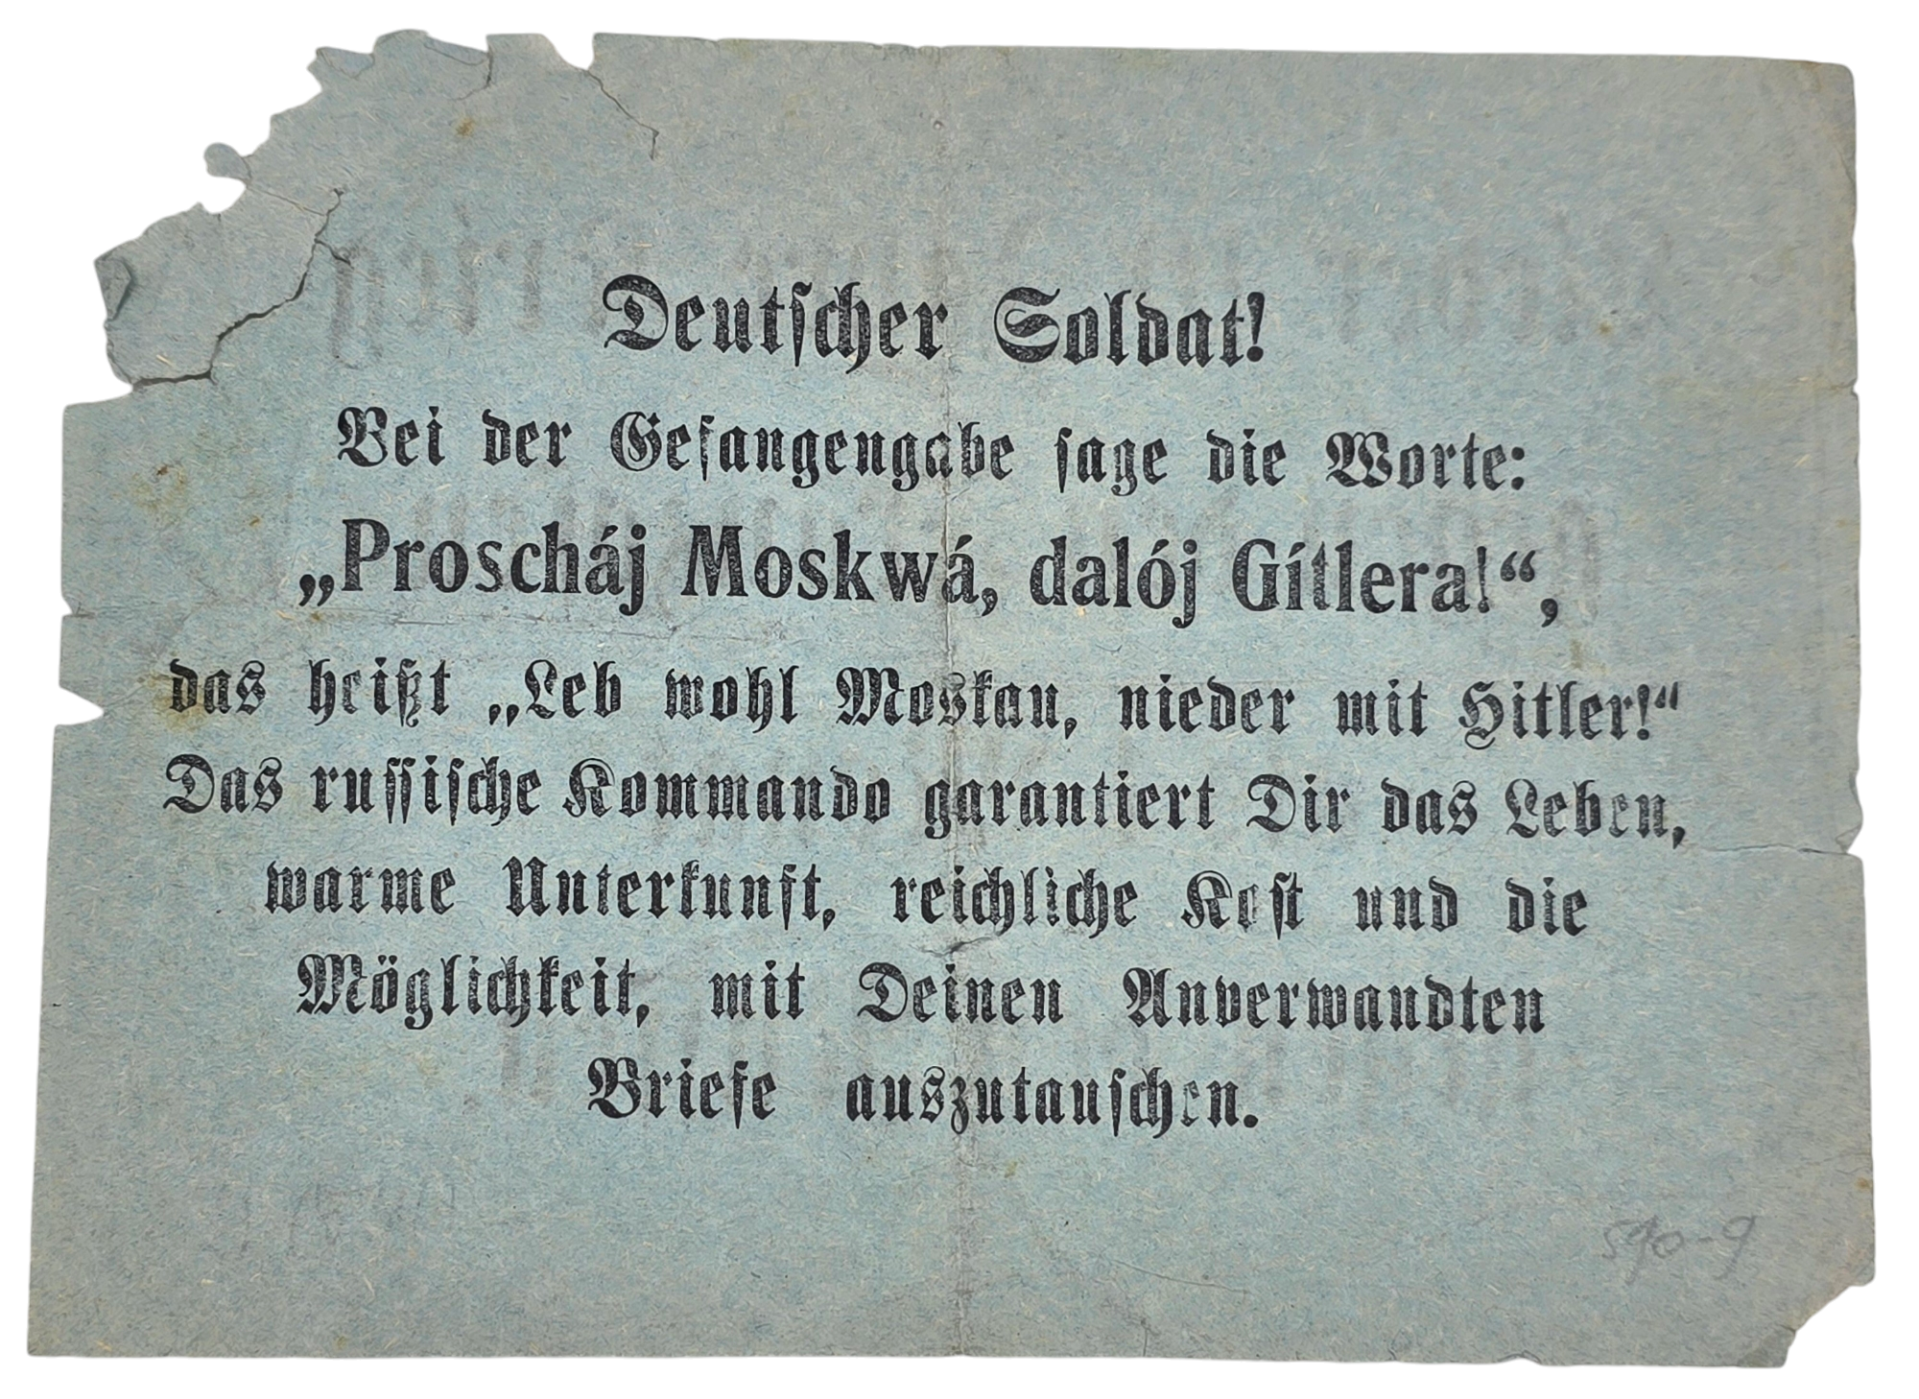 Deutscher Soldat!
Bei der Gefangengabe sage die Worte:
„Proscháj Moskwá, dalój Gítlera!“,
das heißt „Leb wohl Moskau, nieder mit Hitler!“
Das russische Kommando garantiert Dir das Leben,
warme Unterkunft, reichliche Kost und die
Möglichkeit, mit Deinen Anverwandten
Briefe auszutauschen.
590-9